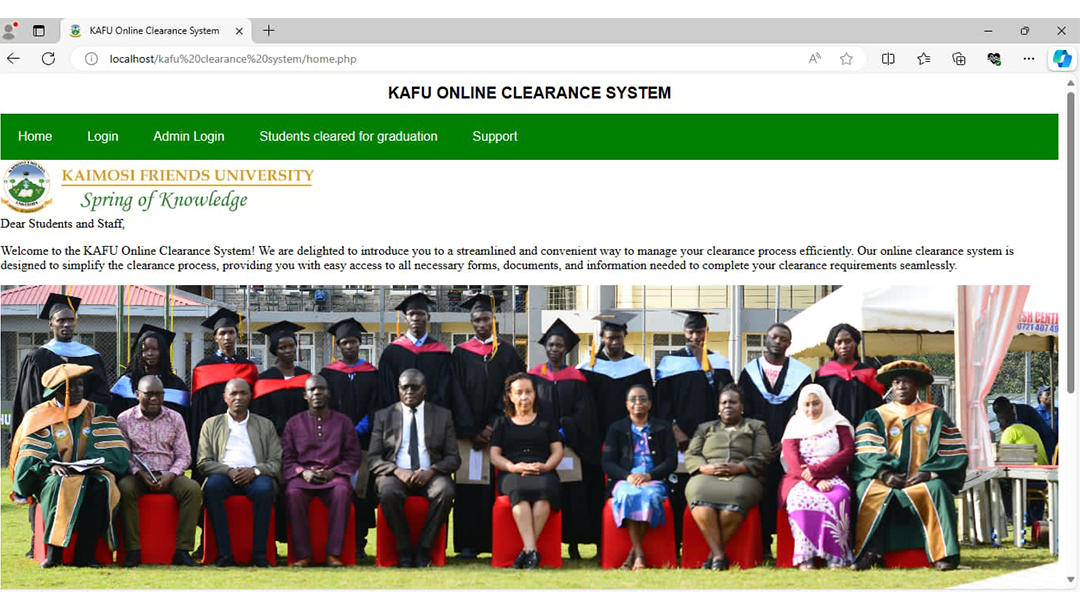 KAFU Online Clearance System
localhost/kafu%20clearance%20system/home.php
KAFU ONLINE CLEARANCE SYSTEM
Home Login Admin Login Students cleared for graduation Support
KAIMOSI FRIENDS UNIVERSITY
Spring of Knowledge
Dear Students and Staff,
Welcome to the KAFU Online Clearance System! We are delighted to introduce you to a streamlined and convenient way to manage your clearance process efficiently. Our online clearance system is
designed to simplify the clearance process, providing you with easy access to all necessary forms, documents, and information needed to complete your clearance requirements seamlessly.